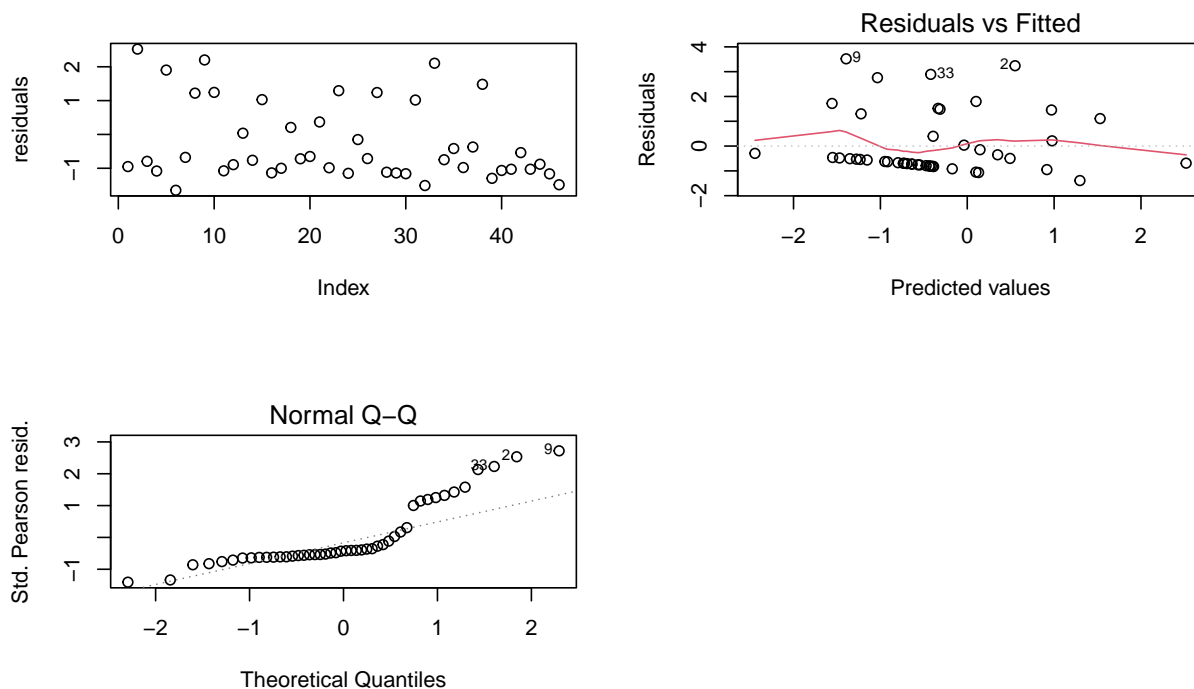 residuals
2
1
−1
0 10 20 30 40
Index
Residuals vs Fitted
Residuals
4
2
0
−2
9
33
2
−2 −1 0 1 2
Predicted values
Normal Q−Q
Std. Pearson resid.
3
2
1
−1
33
2
9
−2 −1 0 1 2
Theoretical Quantiles